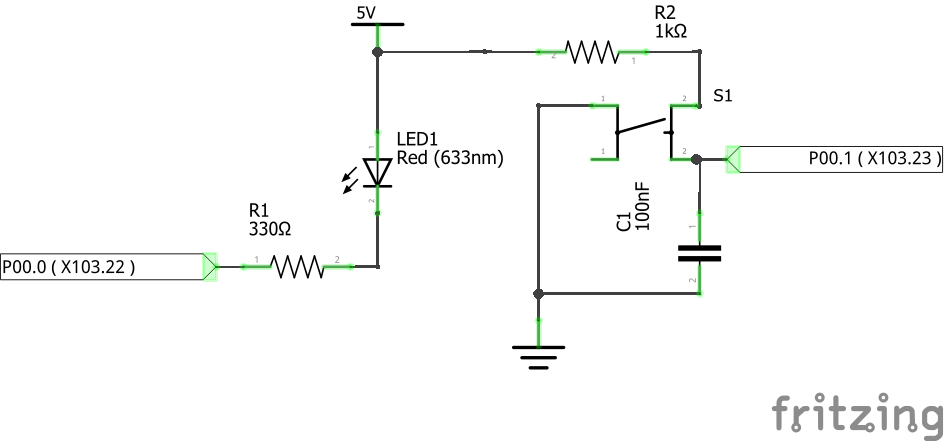 5V
R2
1kΩ
2
1
1
2
S1
LED1
Red (633nm)
1
2
1
2
P00.1 ( X103.23 )
C1
100nF
1
2
R1
330Ω
P00.0 ( X103.22 )
1
2
fritzing